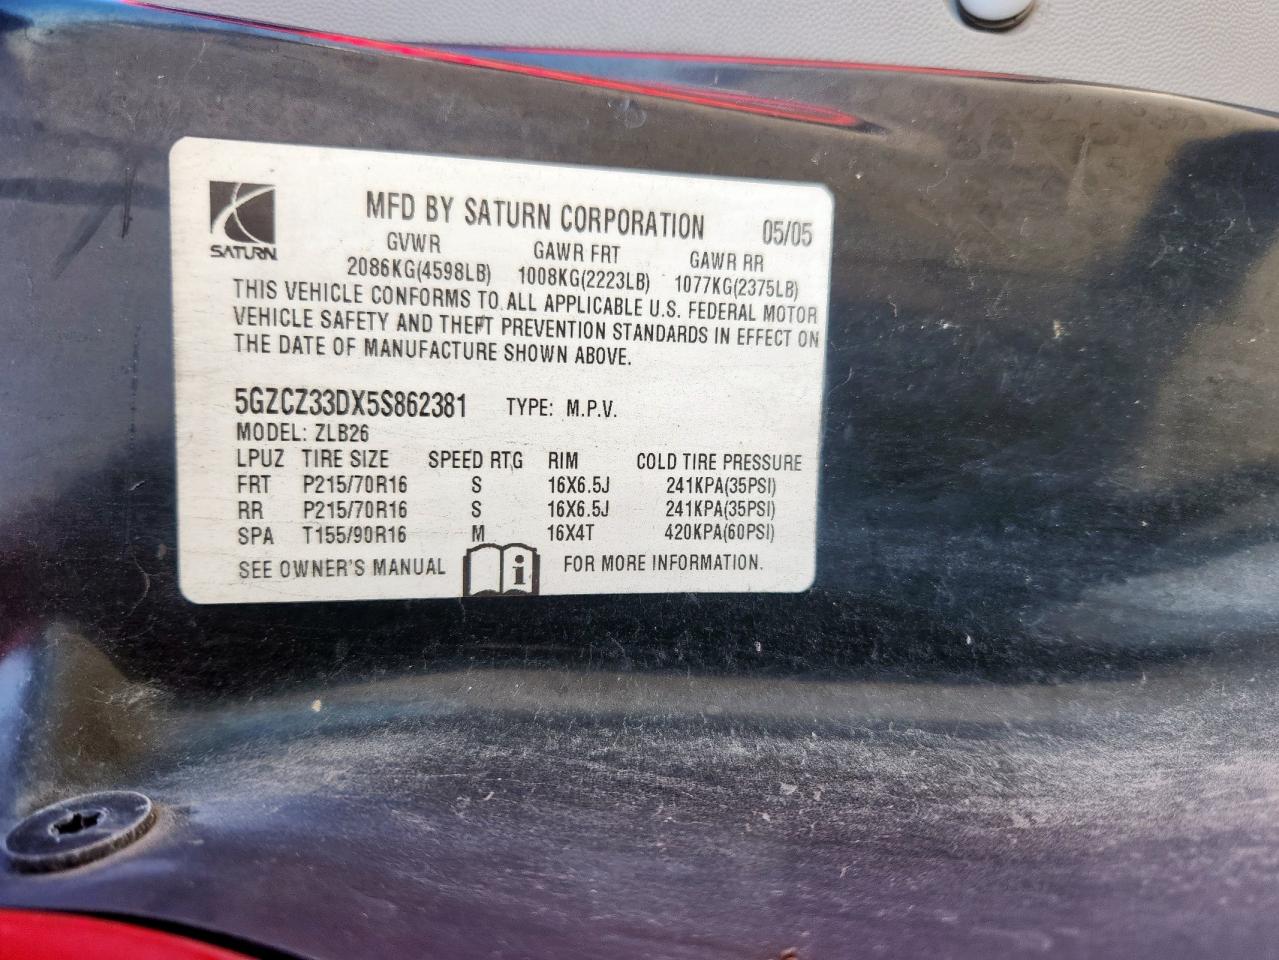 SATURN
MFD BY SATURN CORPORATION 05/05
GVWR GAWR FRT GAWR RR
2086KG(4598LB) 1008KG(2223LB) 1077KG(2375LB)
THIS VEHICLE CONFORMS TO ALL APPLICABLE U.S. FEDERAL MOTOR
VEHICLE SAFETY AND THEFT PREVENTION STANDARDS IN EFFECT ON
THE DATE OF MANUFACTURE SHOWN ABOVE.
5GZCZ33DX5S862381 TYPE: M.P.V.
MODEL: ZLB26
LPUZ TIRE SIZE SPEED RTG RIM COLD TIRE PRESSURE
FRT P215/70R16 S 16X6.5J 241KPA(35PSI)
RR P215/70R16 S 16X6.5J 241KPA(35PSI)
SPA T155/90R16 M 16X4T 420KPA(60PSI)
SEE OWNER'S MANUAL i FOR MORE INFORMATION.